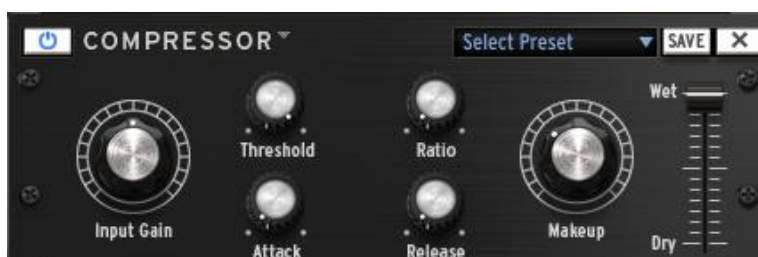 COMPRESSOR
Select Preset
SAVE
Wet
Threshold
Ratio
Input Gain
Makeup
Attack
Release
Dry